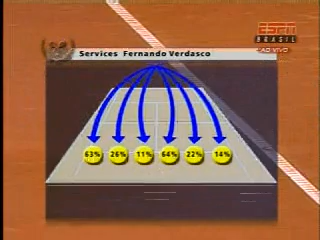 ESPN
BRASIL
AO VIVO
Services Fernando Verdasco
63% 26% 11% 64% 22% 14%